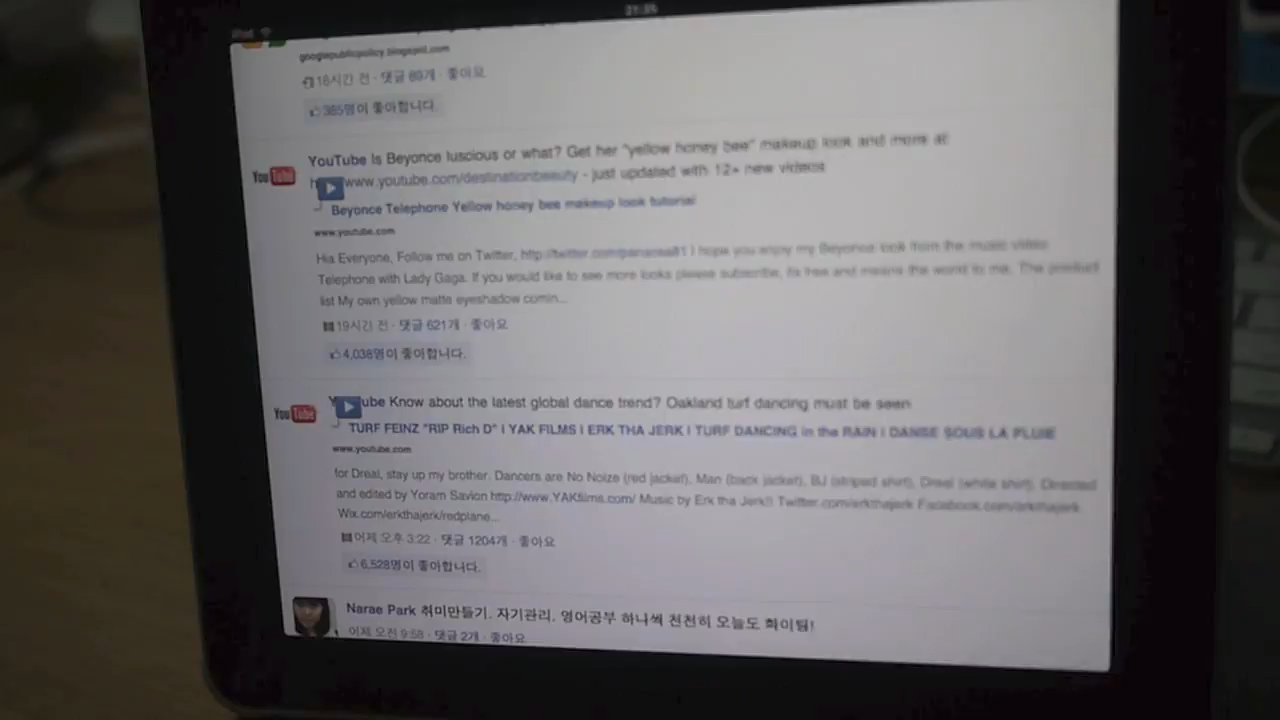 iPad
21:35
googlepublicpolicy.blogspot.com
16시간 전 · 댓글 89개 · 좋아요
385명이 좋아합니다.
YouTube Is Beyonce luscious or what? Get her "yellow honey bee" makeup look and more at
You Tube
www.youtube.com/destinationbeauty - just updated with 12+ new videos
Beyonce Telephone Yellow honey bee makeup look tutorial
www.youtube.com
Hia Everyone, Follow me on Twitter, I hope you enjoy my Beyonce look from the music video
Telephone with Lady Gaga. If you would like to see more looks please subscribe, its free and means the world to me. The product
list My own yellow matte eyeshadow comin...
19시간 전 · 댓글 621개 · 좋아요
4,038명이 좋아합니다.
You Tube
ube Know about the latest global dance trend? Oakland turf dancing must be seen
TURF FEINZ "RIP Rich D" I YAK FILMS I ERK THA JERK I TURF DANCING in the RAIN I DANSE SOUS LA PLUIE
www.youtube.com
for Dreal, stay up my brother. Dancers are No Noize (red jacket), Man (back jacket), BJ (striped shirt), Dreal (white shirt). Directed
and edited by Yoram Savion http://www.YAKfilms.com/ Music by Erk tha Jerk!! Twitter.com/erkthajerk Facebook.com/erkthajerk
Wix.com/erkthajerk/redplane...
어제 오후 3:22 · 댓글 1204개 · 좋아요
6,528명이 좋아합니다.
Narae Park 취미만들기. 자기관리. 영어공부 하나씩 천천히 오늘도 화이팅!
어제 오전 9:58 · 댓글 2개 · 좋아요